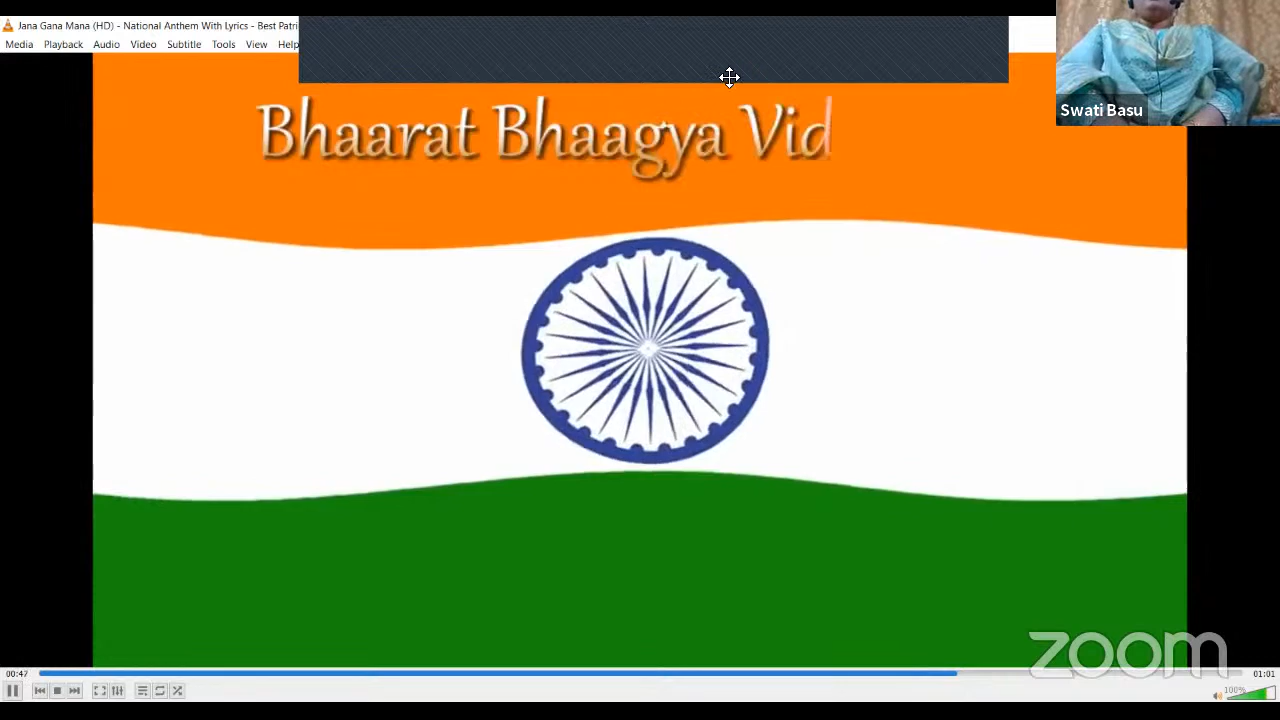 Jana Gana Mana (HD) - National Anthem With Lyrics - Best Patri
Media Playback Audio Video Subtitle Tools View Help
Swati Basu
Bhaarat Bhaagya Vid
zoom
00:47
01:01
100%